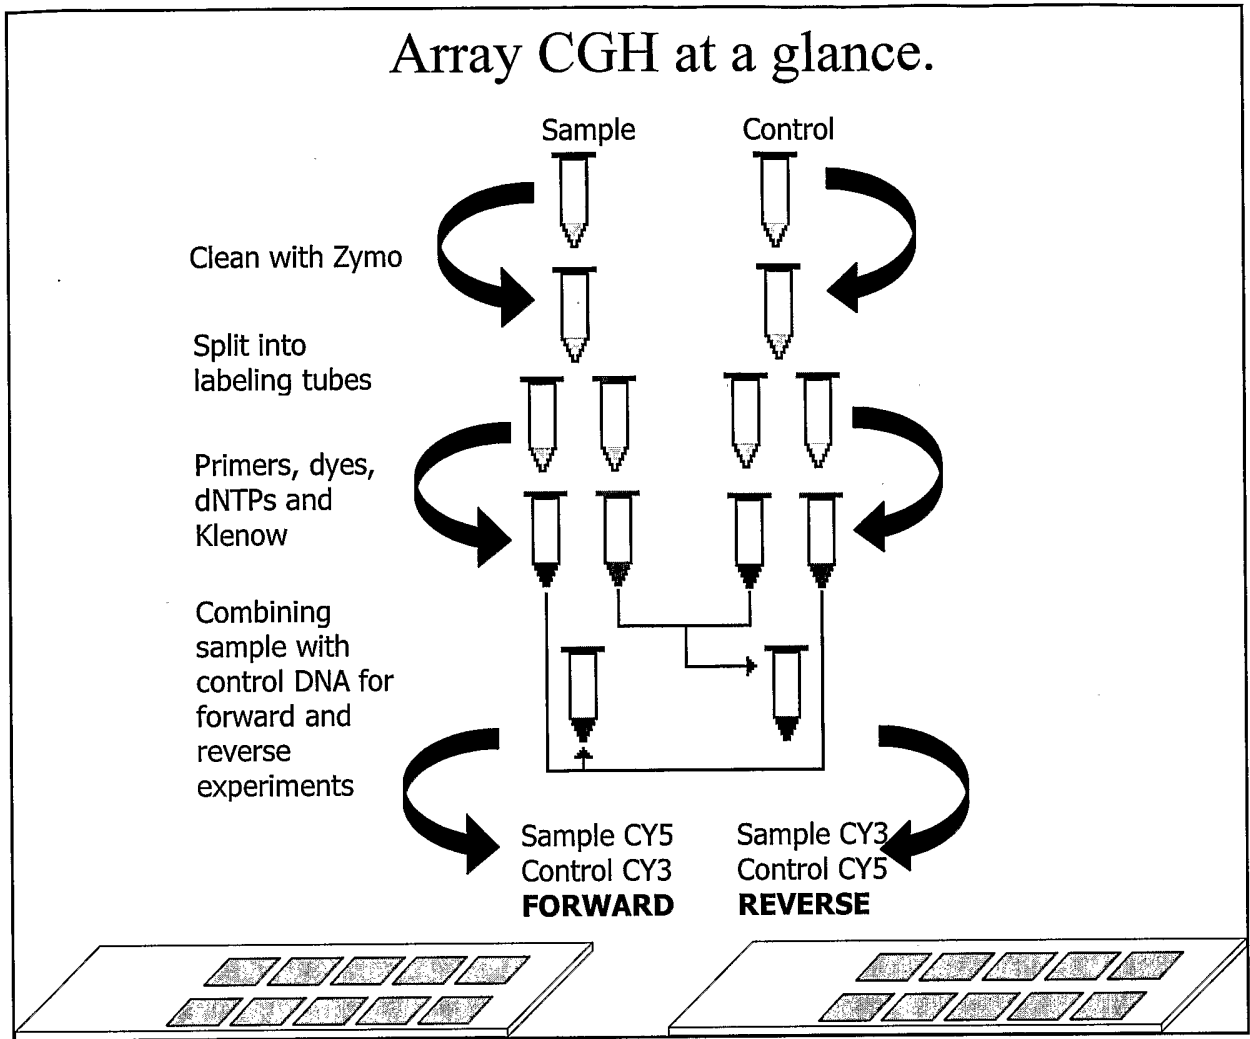 Array CGH at a glance.
Sample
Control
Clean with Zymo
Split into
labeling tubes
Primers, dyes,
dNTPs and
Klenow
Combining
sample with
control DNA for
forward and
reverse
experiments
Sample CY5
Control CY3
FORWARD
Sample CY3
Control CY5
REVERSE